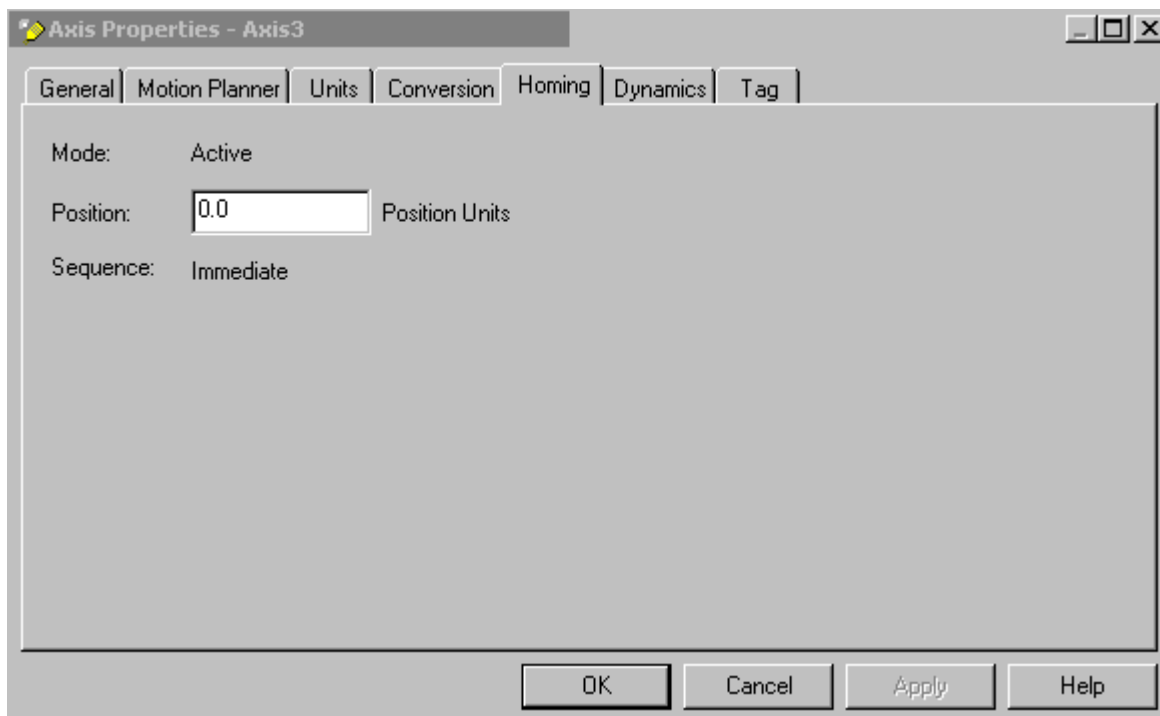 Axis Properties - Axis3
General Motion Planner Units Conversion Homing Dynamics Tag
Mode: Active
Position: 0.0 Position Units
Sequence: Immediate
OK Cancel Apply Help